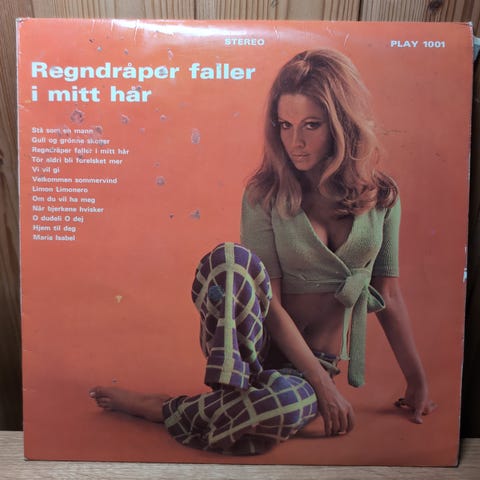 STEREO
PLAY 1001
Regndråper faller
i mitt hår
Stå som en mann
Gull og grønne skoger
Regndråper faller i mitt hår
Tör aldri bli forelsket mer
Vi vil gi
Velkommen sommervind
Limon Limonero
Om du vil ha meg
Når bjerkene hvisker
O dudeli O dej
Hjem til deg
Maria Isabel